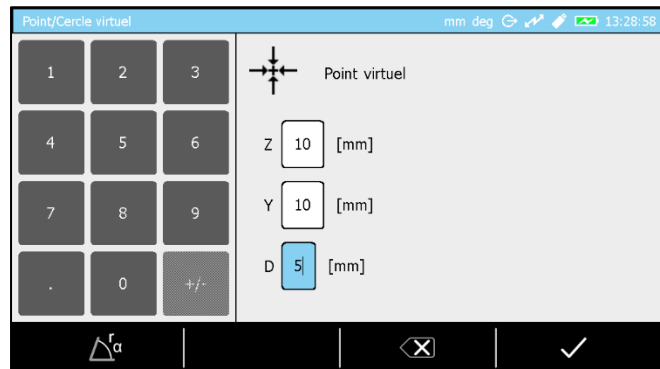 Point/Cercle virtuel mm deg 13:28:58
1 2 3
4 5 6
7 8 9
. 0 +/-
Point virtuel
Z 10 [mm]
Y 10 [mm]
D 5 [mm]
r α